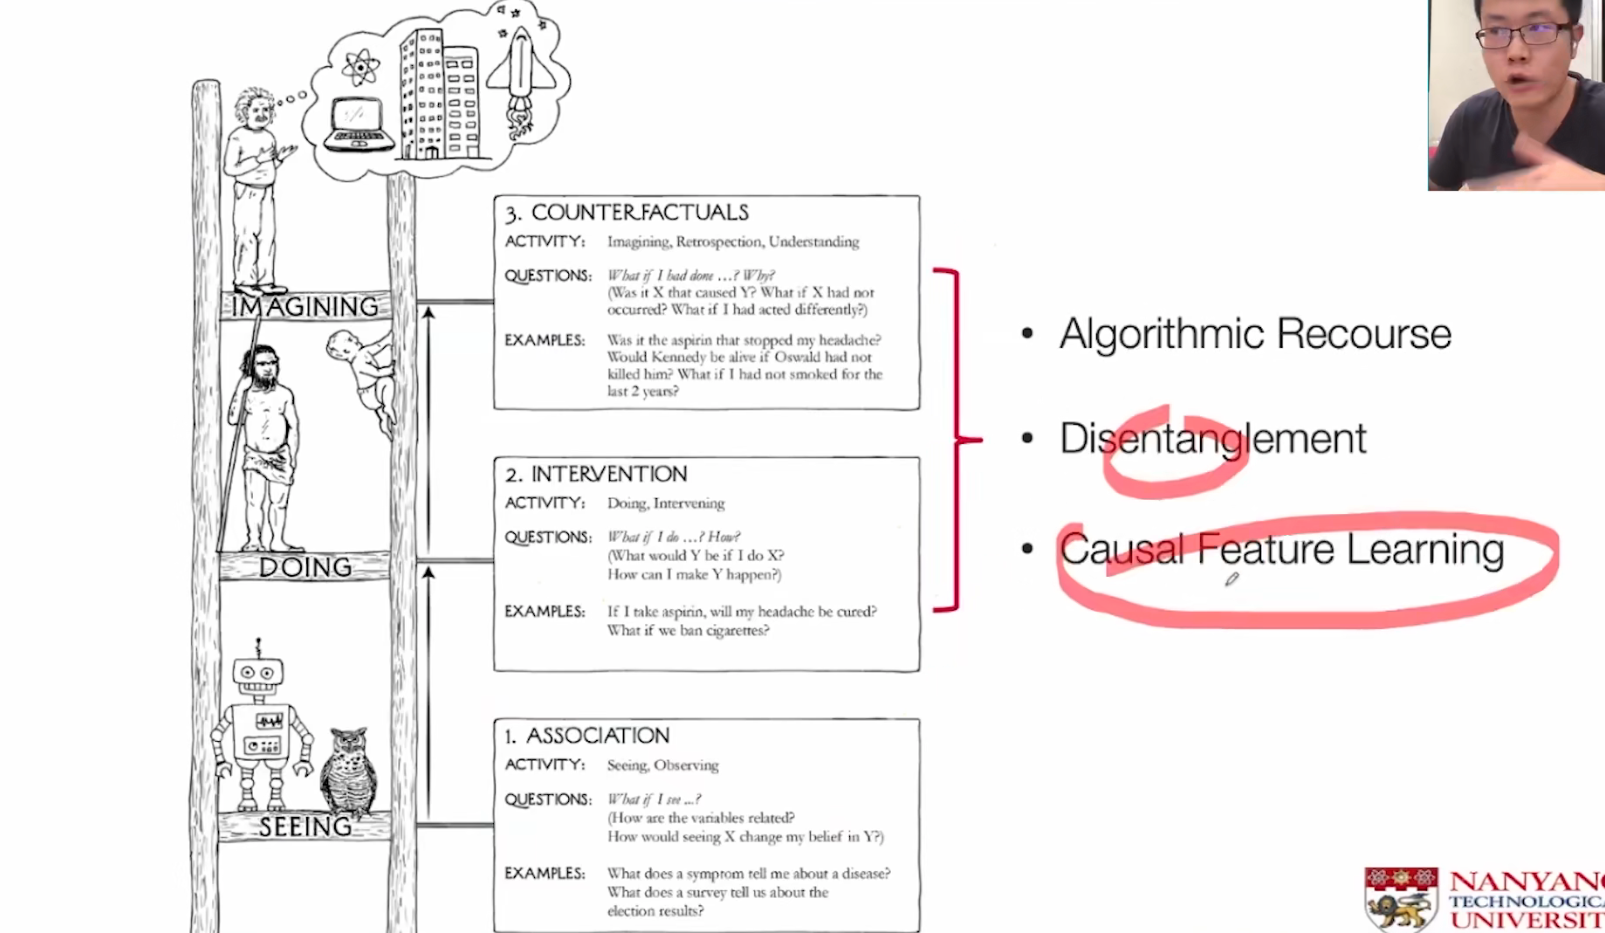 3. COUNTERFACTUALS
ACTIVITY: Imagining, Retrospection, Understanding
QUESTIONS: What if I had done …? Why?
(Was it X that caused Y? What if X had not
occurred? What if I had acted differently?)
EXAMPLES: Was it the aspirin that stopped my headache?
Would Kennedy be alive if Oswald had not
killed him? What if I had not smoked for the
last 2 years?
IMAGINING
2. INTERVENTION
ACTIVITY: Doing, Intervening
QUESTIONS: What if I do …? How?
(What would Y be if I do X?
How can I make Y happen?)
EXAMPLES: If I take aspirin, will my headache be cured?
What if we ban cigarettes?
DOING
1. ASSOCIATION
ACTIVITY: Seeing, Observing
QUESTIONS: What if I see …?
(How are the variables related?
How would seeing X change my belief in Y?)
EXAMPLES: What does a symptom tell me about a disease?
What does a survey tell us about the
election results?
SEEING
• Algorithmic Recourse
• Disentanglement
• Causal Feature Learning
NANYANG
TECHNOLOGICA
UNIVERSIT